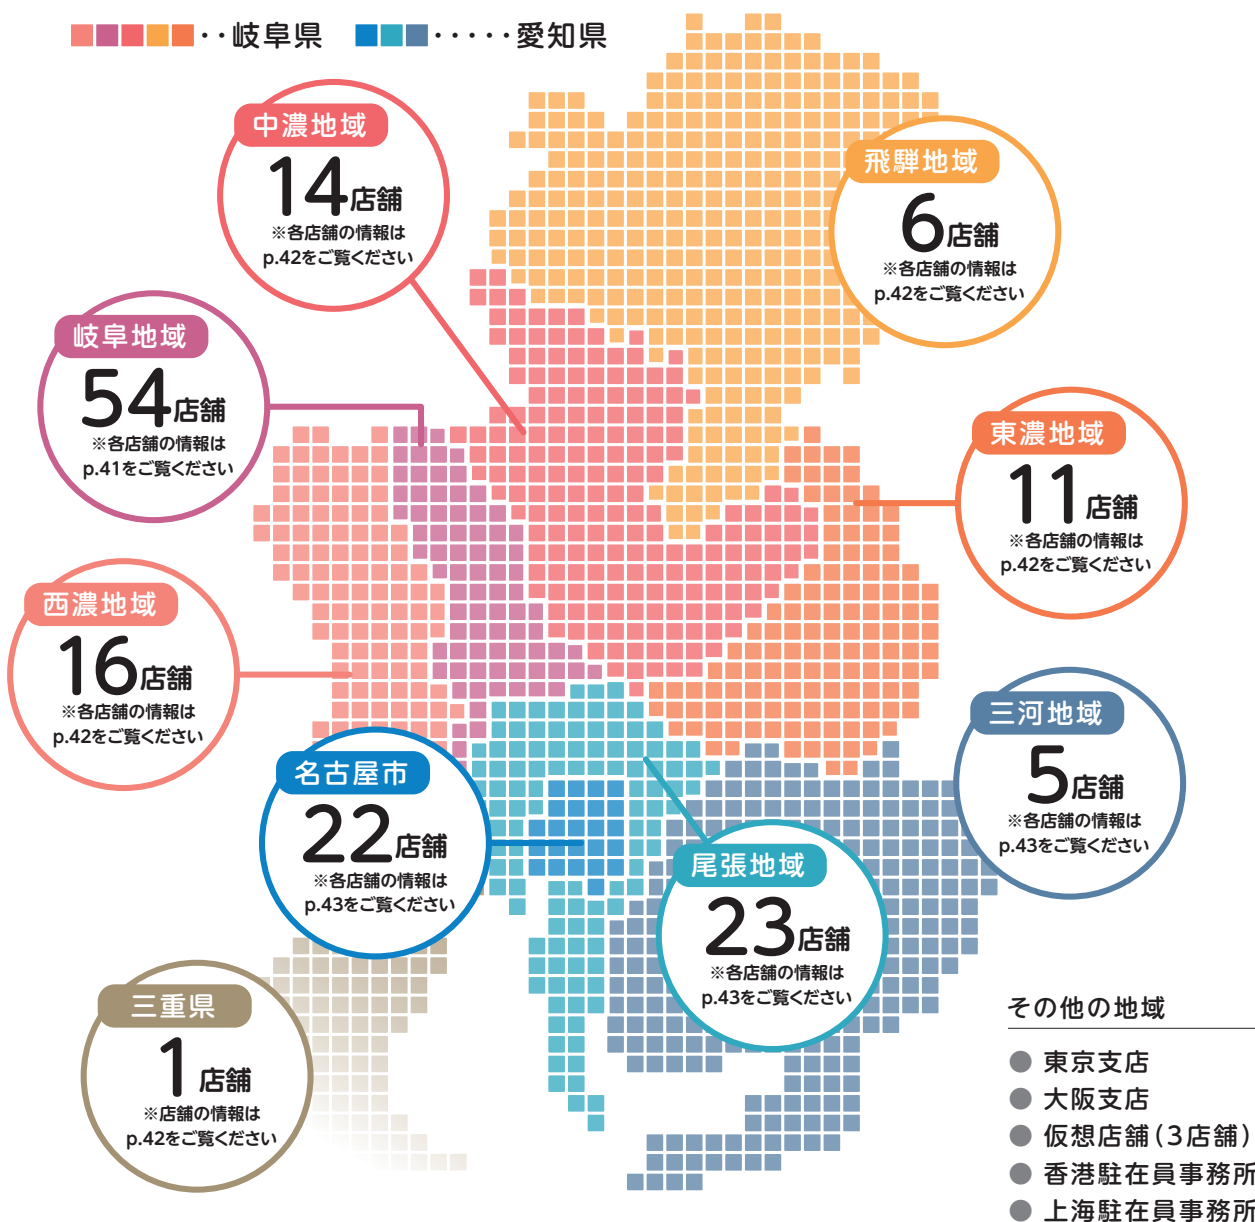 ‥岐阜県
‥‥‥愛知県
中濃地域
14店舗
※各店舗の情報は
p.42をご覧ください
飛騨地域
6店舗
※各店舗の情報は
p.42をご覧ください
岐阜地域
54店舗
※各店舗の情報は
p.41をご覧ください
東濃地域
11店舗
※各店舗の情報は
p.42をご覧ください
西濃地域
16店舗
※各店舗の情報は
p.42をご覧ください
三河地域
5店舗
※各店舗の情報は
p.43をご覧ください
名古屋市
22店舗
※各店舗の情報は
p.43をご覧ください
尾張地域
23店舗
※各店舗の情報は
p.43をご覧ください
三重県
1店舗
※店舗の情報は
p.42をご覧ください
その他の地域
● 東京支店
● 大阪支店
● 仮想店舗(3店舗)
● 香港駐在員事務所
● 上海駐在員事務所